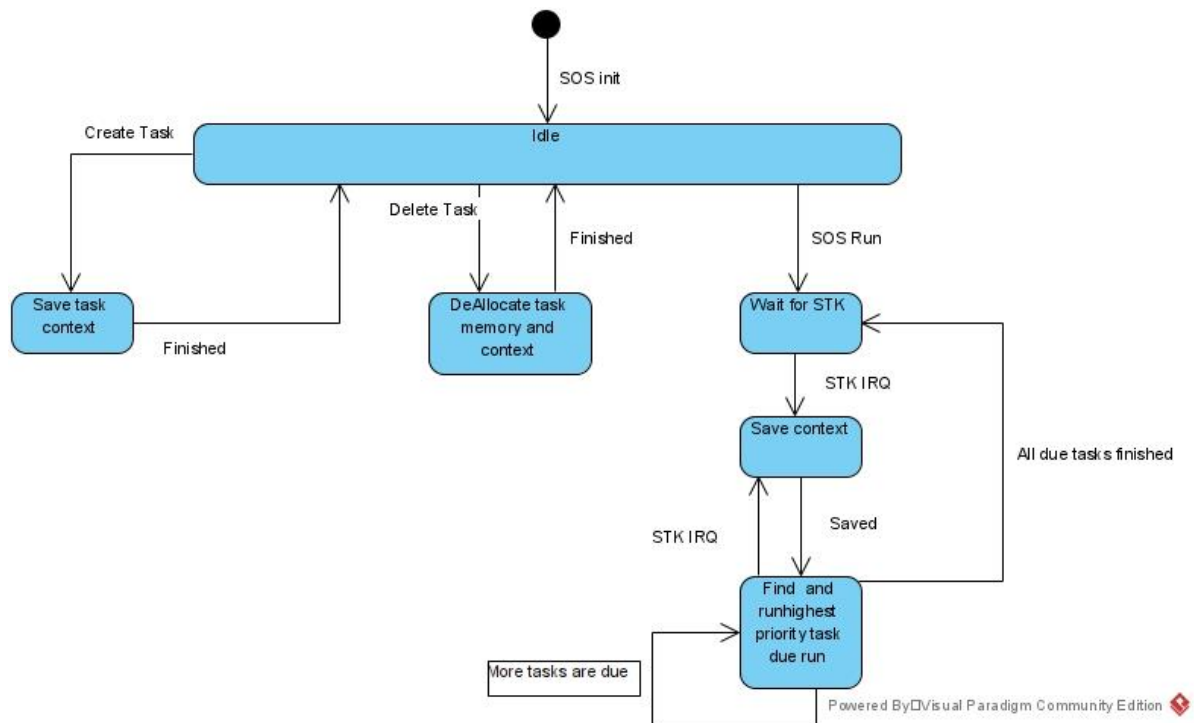 SOS init
Idle
Create Task
Delete Task
Finished
SOS Run
Save task
context
Finished
DeAllocate task
memory and
context
Wait for STK
STK IRQ
Save context
All due tasks finished
Saved
STK IRQ
Find and
runhighest
priority task
due run
More tasks are due
Powered By□Visual Paradigm Community Edition